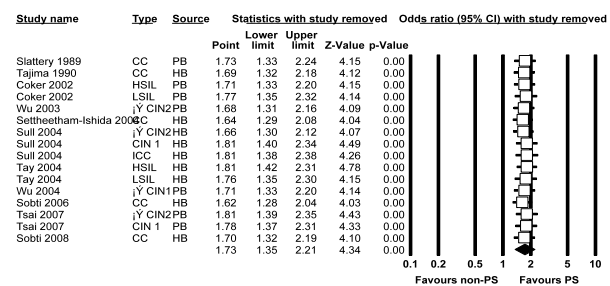 Study name Type Source Statistics with study removed Odds ratio (95% CI) with study removed
Lower Upper
Point limit limit Z-Value p-Value
Slattery 1989 CC PB 1.73 1.33 2.24 4.15 0.00
Tajima 1990 CC HB 1.69 1.32 2.18 4.12 0.00
Coker 2002 HSIL PB 1.71 1.33 2.20 4.15 0.00
Coker 2002 LSIL PB 1.77 1.35 2.32 4.14 0.00
Wu 2003 ¡Ý CIN2 PB 1.68 1.31 2.16 4.09 0.00
Settheetham-Ishida 2004 CC HB 1.64 1.29 2.08 4.04 0.00
Sull 2004 ¡Ý CIN2 HB 1.66 1.30 2.12 4.07 0.00
Sull 2004 CIN 1 HB 1.81 1.40 2.34 4.49 0.00
Sull 2004 ICC HB 1.81 1.38 2.38 4.26 0.00
Tay 2004 HSIL HB 1.81 1.42 2.31 4.78 0.00
Tay 2004 LSIL HB 1.76 1.35 2.30 4.15 0.00
Wu 2004 ¡Ý CIN1 PB 1.71 1.33 2.20 4.14 0.00
Sobti 2006 CC HB 1.62 1.28 2.04 4.03 0.00
Tsai 2007 ¡Ý CIN2 PB 1.81 1.39 2.35 4.43 0.00
Tsai 2007 CIN 1 PB 1.78 1.37 2.31 4.33 0.00
Sobti 2008 CC HB 1.70 1.32 2.19 4.10 0.00
1.73 1.35 2.21 4.34 0.00
0.1 0.2 0.5 1 2 5 10
Favours non-PS Favours PS